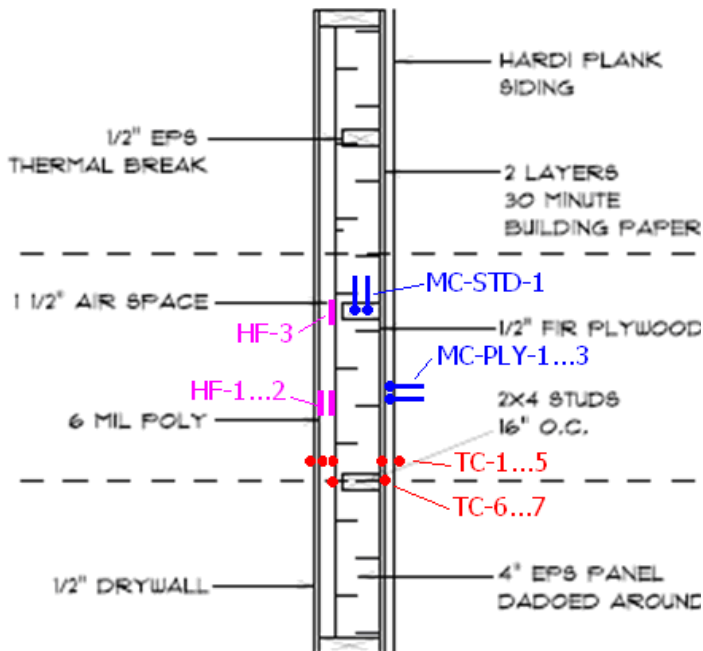 HARDI PLANK
SIDING
1/2" EPS
THERMAL BREAK
2 LAYERS
30 MINUTE
BUILDING PAPER
MC-STD-1
1 1/2" AIR SPACE
HF-3
1/2" FIR PLYWOOD
MC-PLY-1...3
HF-1...2
2X4 STUDS
16" O.C.
6 MIL POLY
TC-1...5
TC-6...7
1/2" DRYWALL
4" EPS PANEL
DADOED AROUND